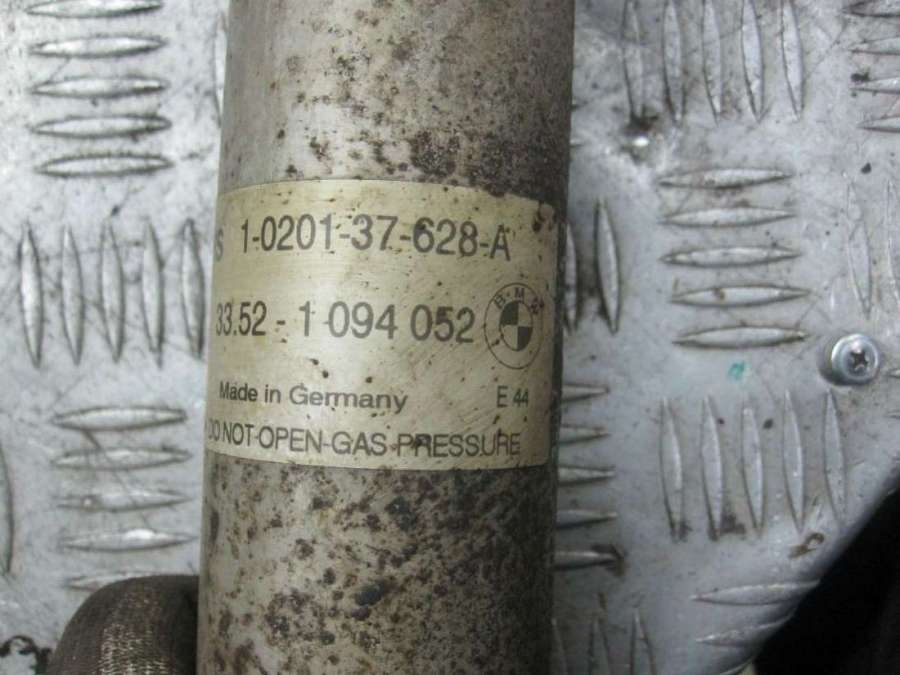 S 1-0201-37-628-A
33.52 - 1 094 052
BMW
Made in Germany E 44
DO NOT OPEN GAS PRESSURE